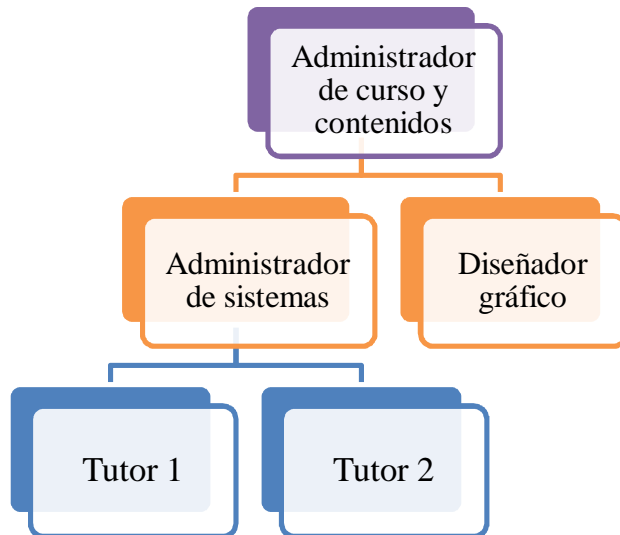 Administrador
de curso y
contenidos
Administrador
de sistemas
Diseñador
gráfico
Tutor 1
Tutor 2